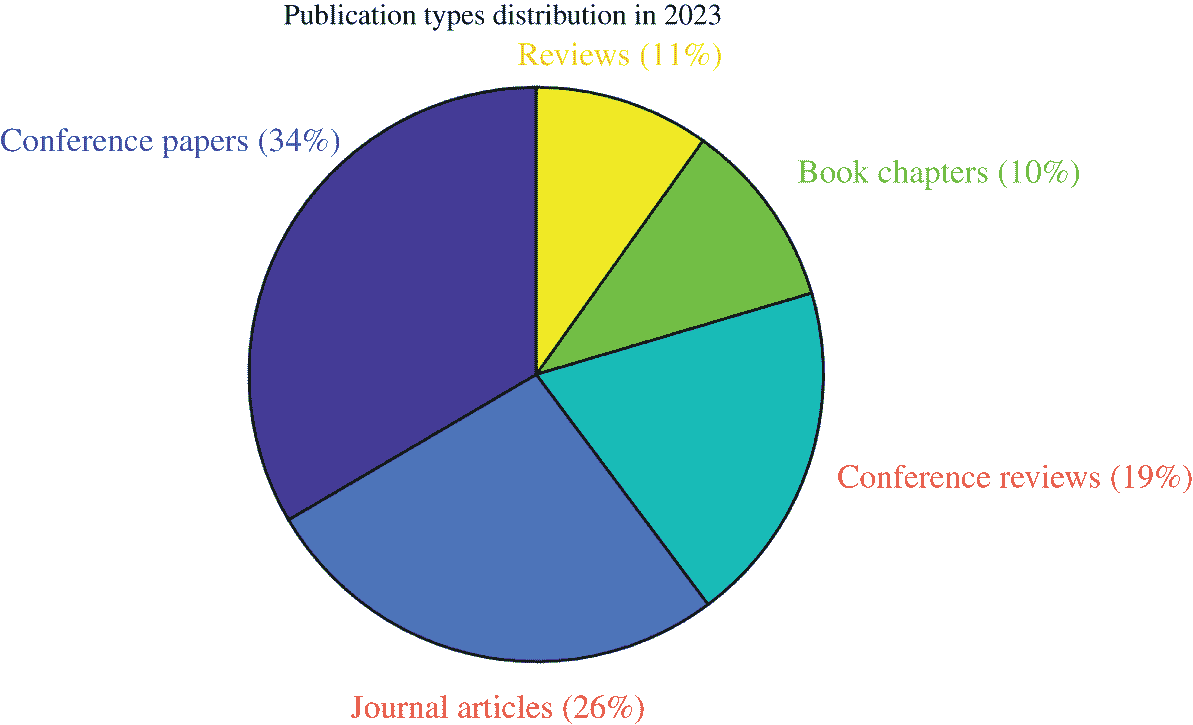 Publication types distribution in 2023
Reviews (11%)
Conference papers (34%)
Book chapters (10%)
Conference reviews (19%)
Journal articles (26%)